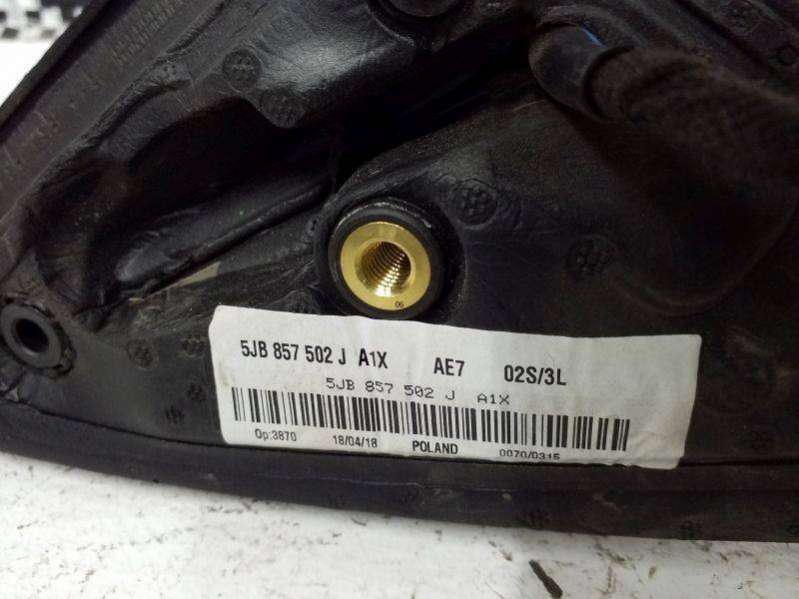 06
5JB 857 502 J A1X AE7 02S/3L
5JB 857 502 J A1X
Op:3870 18/04/18 POLAND 0070/0315